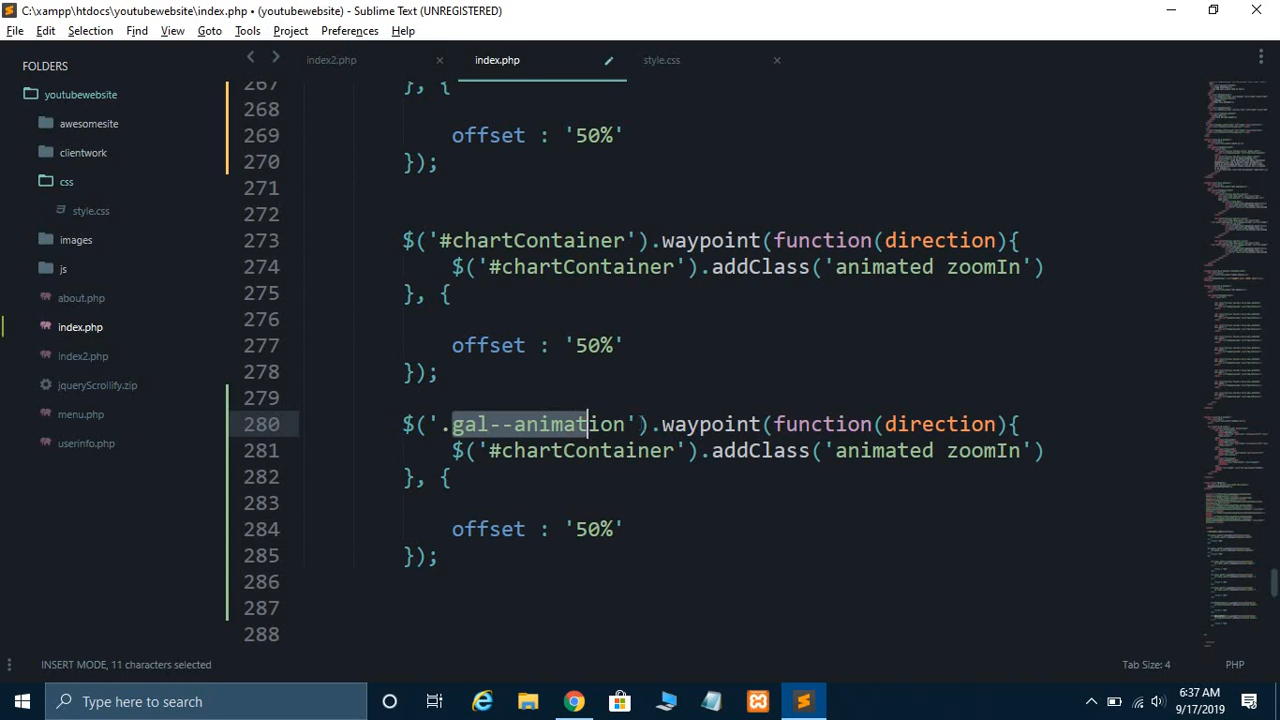 C:\xampp\htdocs\youtubewebsite\index.php • (youtubewebsite) - Sublime Text (UNREGISTERED)
File Edit Selection Find View Goto Tools Project Preferences Help
FOLDERS
youtubewebsite
awesomesite
clientwork
css
style.css
images
js
about.php
index.php
index2.php
jqueryScrollify.zip
menu.php
userinfo.php
index2.php index.php style.css
267 }, {
268
269 offset : '50%'
270 });
271
272
273 $('#chartContainer').waypoint(function(direction){
274 $('#chartContainer').addClass('animated zoomIn')
275 }, {
276
277 offset : '50%'
278 });
279
280 $('.gal--animation').waypoint(function(direction){
281 $('#chartContainer').addClass('animated zoomIn')
282 }, {
283
284 offset : '50%'
285 });
286
287
288
INSERT MODE, 11 characters selected Tab Size: 4 PHP
Type here to search
6:37 AM
9/17/2019